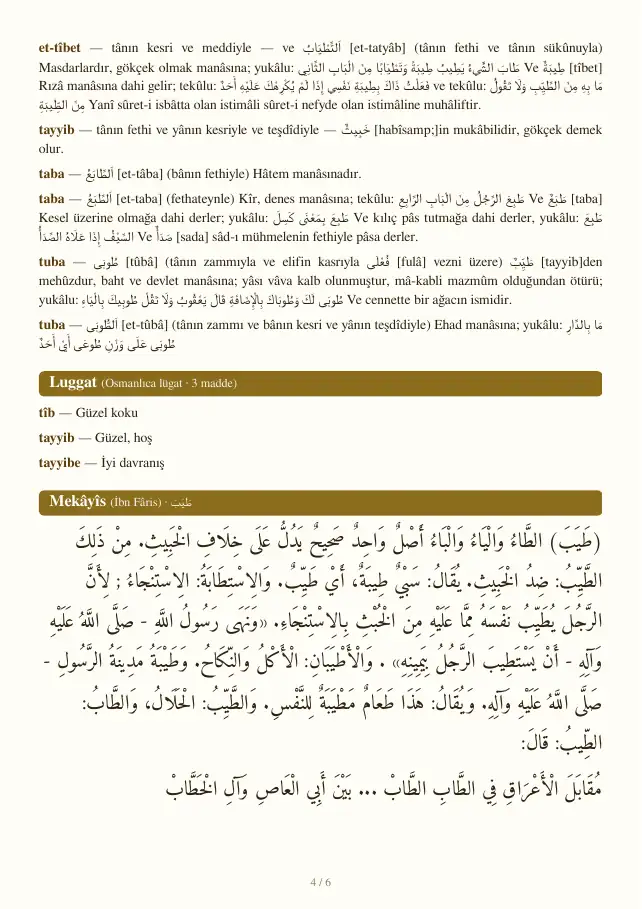 et-tîbet — tânın kesri ve meddiyle — ve اَلتَّطْيَابُ [et-tatyâb] (tânın fethi ve tânın sükûnuyla)
Masdarlardır, gökçek olmak manâsına; yukâlu: طَابَ الشَّيْءُ يَطِيبُ طِيبَةً وَتَطْيَابًا مِنَ الْبَابِ الثَّانِي Ve طِيبَةٌ [tîbet]
Rızâ manâsına dahi gelir; tekûlu: فَعَلْتُ ذَاكَ بِطِيبَةِ نَفْسِي إِذَا لَمْ يُكْرِهْكَ عَلَيْهِ أَحَدٌ ve tekûlu: مَا بِهِ مِنَ الطِّيبِ وَلَا تَقُولُ
مِنَ الطِّيبَةِ Yanî sûret-i isbâtta olan istimâli sûret-i nefyde olan istimâline muhâliftir.
tayyib — tânın fethi ve yânın kesriyle ve teşdîdiyle — خَبِيثٌ [habîsamp;]in mukâbilidir, gökçek demek
olur.
taba — اَلطَّابَعُ [et-tâba] (bânın fethiyle) Hâtem manâsınadır.
taba — اَلطَّبَعُ [et-taba] (fethateynle) Kîr, denes manâsına; tekûlu: طَبِعَ الرَّجُلُ مِنَ الْبَابِ الرَّابِعِ Ve طَبَعٌ [taba]
Kesel üzerine olmağa dahi derler; yukâlu: طَبِعَ بِمَعْنَى كَسِلَ Ve kılıç pâs tutmağa dahi derler, yukâlu: طَبِعَ
السَّيْفُ إِذَا عَلَاهُ الصَّدَأُ Ve صَدَأٌ [sada] sâd-ı mühmelenin fethiyle pâsa derler.
tuba — طُوبَى [tûbâ] (tânın zammıyla ve elifin kasrıyla فُعْلَى [fulâ] vezni üzere) طَيِّبٌ [tayyib]den
mehûzdur, baht ve devlet manâsına; yâsı vâva kalb olunmuştur, mâ-kabli mazmûm olduğundan ötürü;
yukâlu: طُوبَى لَكَ وَطُوبَاكَ بِالْإِضَافَةِ قَالَ يَعْقُوبُ وَلَا تَقُلْ طُوبِيكَ بِالْيَاءِ Ve cennette bir ağacın ismidir.
tuba — اَلطُّوبَى [et-tûbâ] (tânın zammı ve bânın kesri ve yânın teşdîdiyle) Ehad manâsına; yukâlu: مَا بِالدَّارِ
طُوبَى عَلَى وَزْنِ طُوعَى أَيْ أَحَدٌ
Luggat (Osmanlıca lügat · 3 madde)
tîb — Güzel koku
tayyib — Güzel, hoş
tayyibe — İyi davranış
Mekâyîs (İbn Fâris) · طَيَبَ
(طَيَبَ) الطَّاءُ وَالْيَاءُ وَالْبَاءُ أَصْلٌ وَاحِدٌ صَحِيحٌ يَدُلُّ عَلَى خِلَافِ الْخَبِيثِ. مِنْ ذَلِكَ
الطَّيِّبُ: ضِدُّ الْخَبِيثِ. يُقَالُ: سَبْيٌ طِيبَةٌ، أَيْ طَيِّبٌ. وَالِاسْتِطَابَةُ: الِاسْتِنْجَاءُ ; لِأَنَّ
الرَّجُلَ يُطَيِّبُ نَفْسَهُ مِمَّا عَلَيْهِ مِنَ الْخُبْثِ بِالِاسْتِنْجَاءِ. «وَنَهَى رَسُولُ اللَّهِ - صَلَّى اللَّهُ عَلَيْهِ
وَآلِهِ - أَنْ يَسْتَطِيبَ الرَّجُلُ بِيَمِينِهِ» . وَالْأَطْيَبَانِ: الْأَكْلُ وَالنِّكَاحُ. وَطَيْبَةُ مَدِينَةُ الرَّسُولِ -
صَلَّى اللَّهُ عَلَيْهِ وَآلِهِ. وَيُقَالُ: هَذَا طَعَامٌ مَطْيَبَةٌ لِلنَّفْسِ. وَالطَّيِّبُ: الْحَلَالُ، وَالطَّابُ:
الطِّيبُ: قَالَ:
مُقَابَلَ الْأَعْرَاقِ فِي الطَّابِ الطَّابْ ... بَيْنَ أَبِي الْعَاصِ وَآلِ الْخَطَّابْ
4 / 6